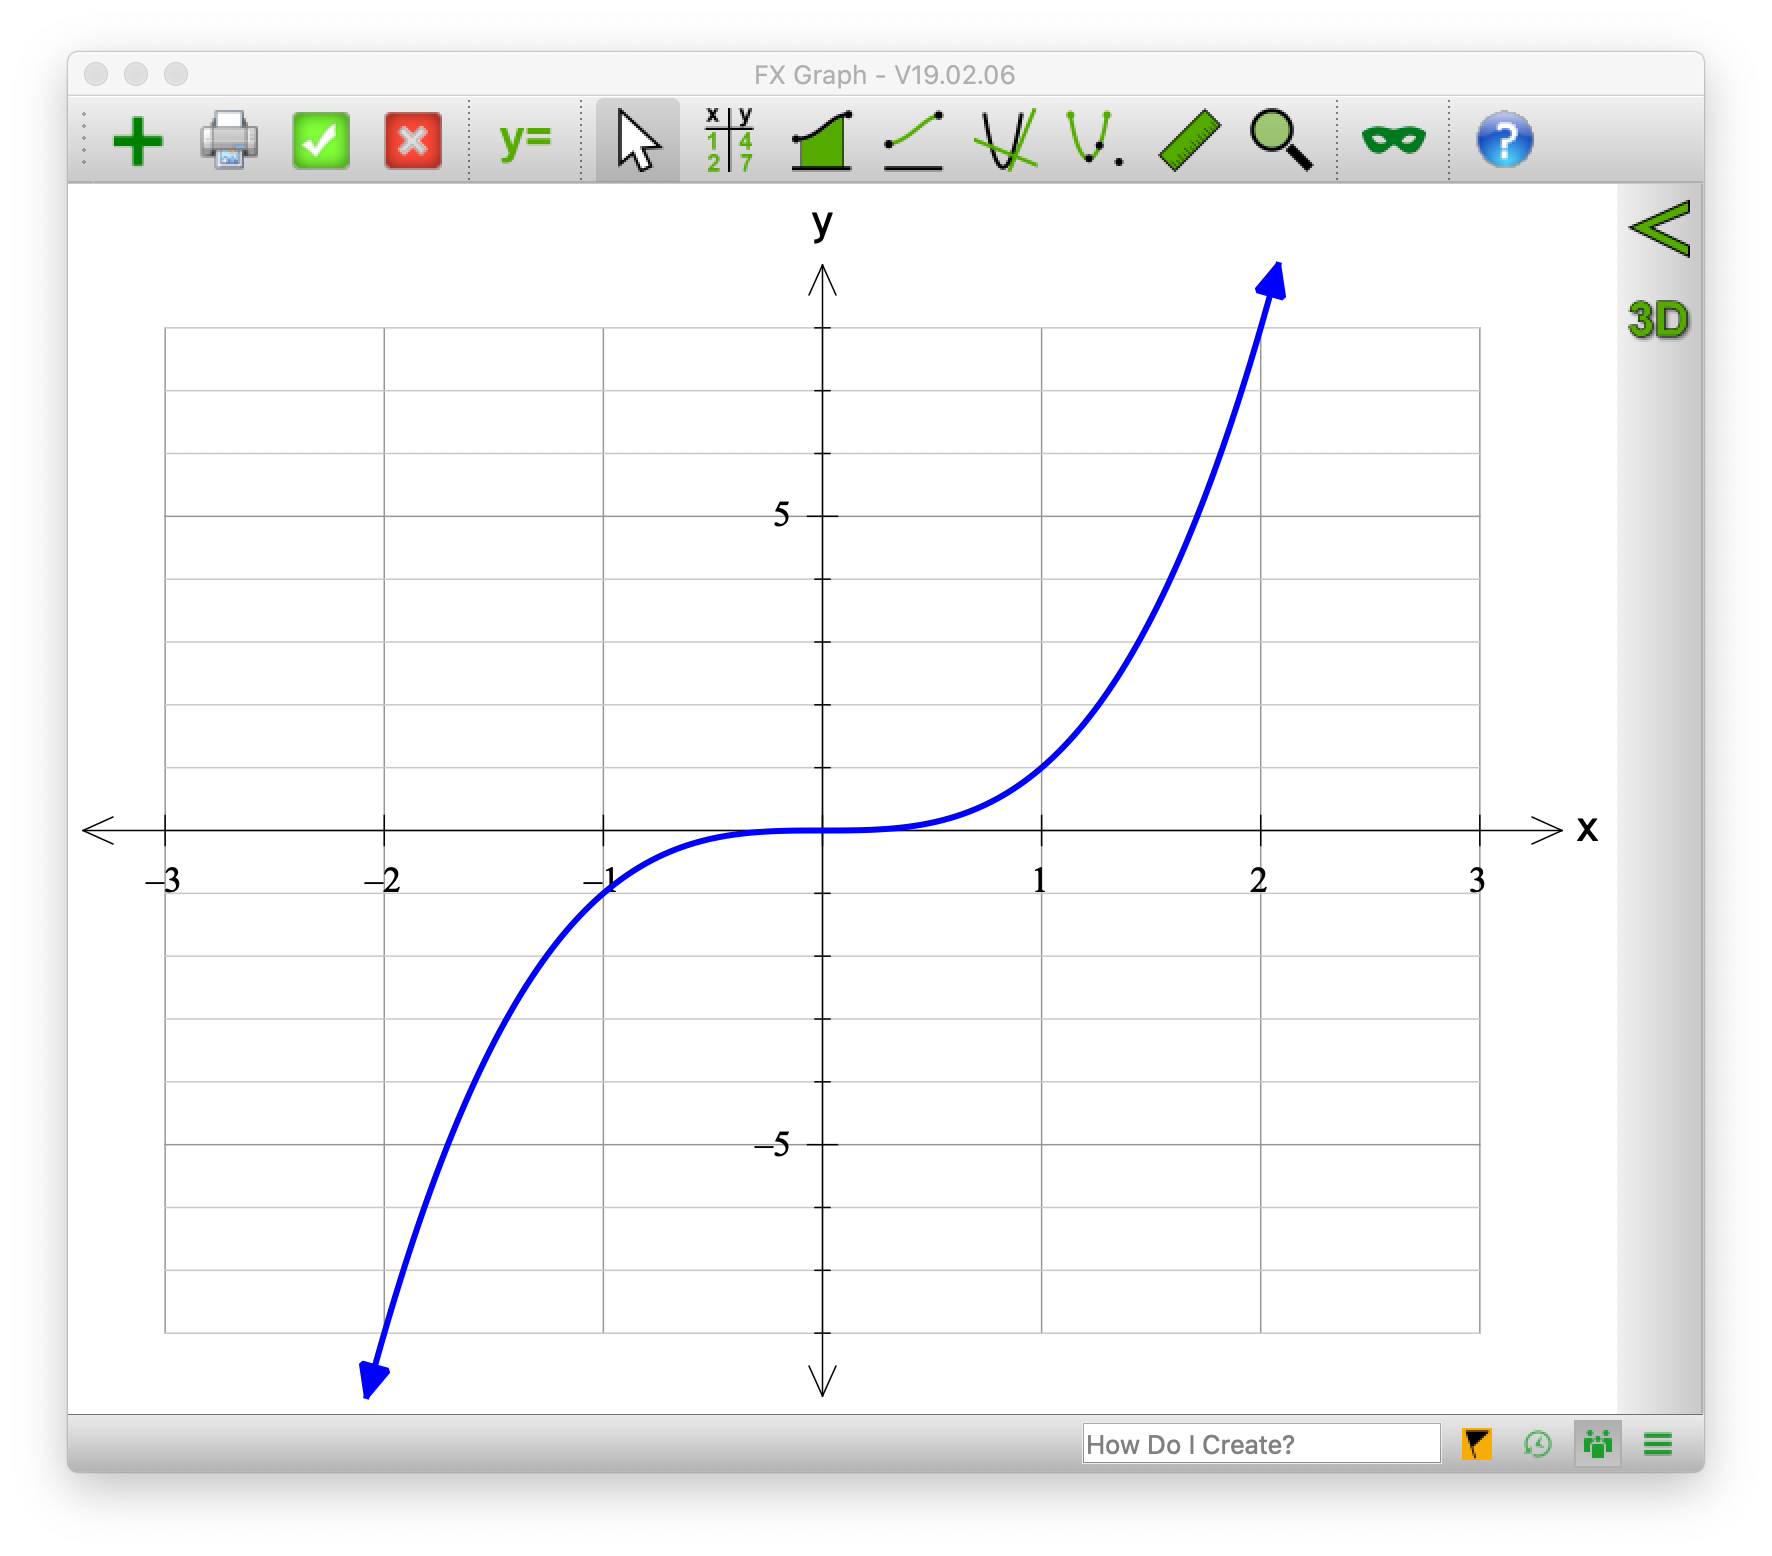 FX Graph - V19.02.06
y=
x y
1 4
2 7
?
<
3D
y
5
x
–3 –2 –1 1 2 3
–5
How Do I Create?